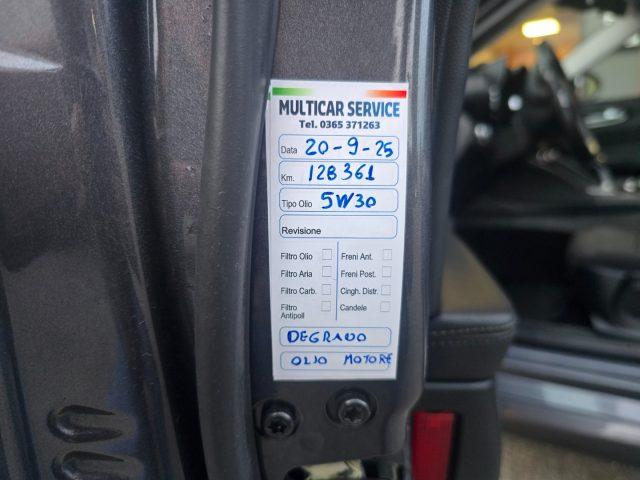 MULTICAR SERVICE
Tel. 0365 371263
Data 20-9-25
Km. 128361
Tipo Olio 5W30
Revisione
Filtro Olio Freni Ant.
Filtro Aria Freni Post.
Filtro Carb. Cingh. Distr.
Filtro Antipoll Candele
DEGRADO
OLIO MOTORE